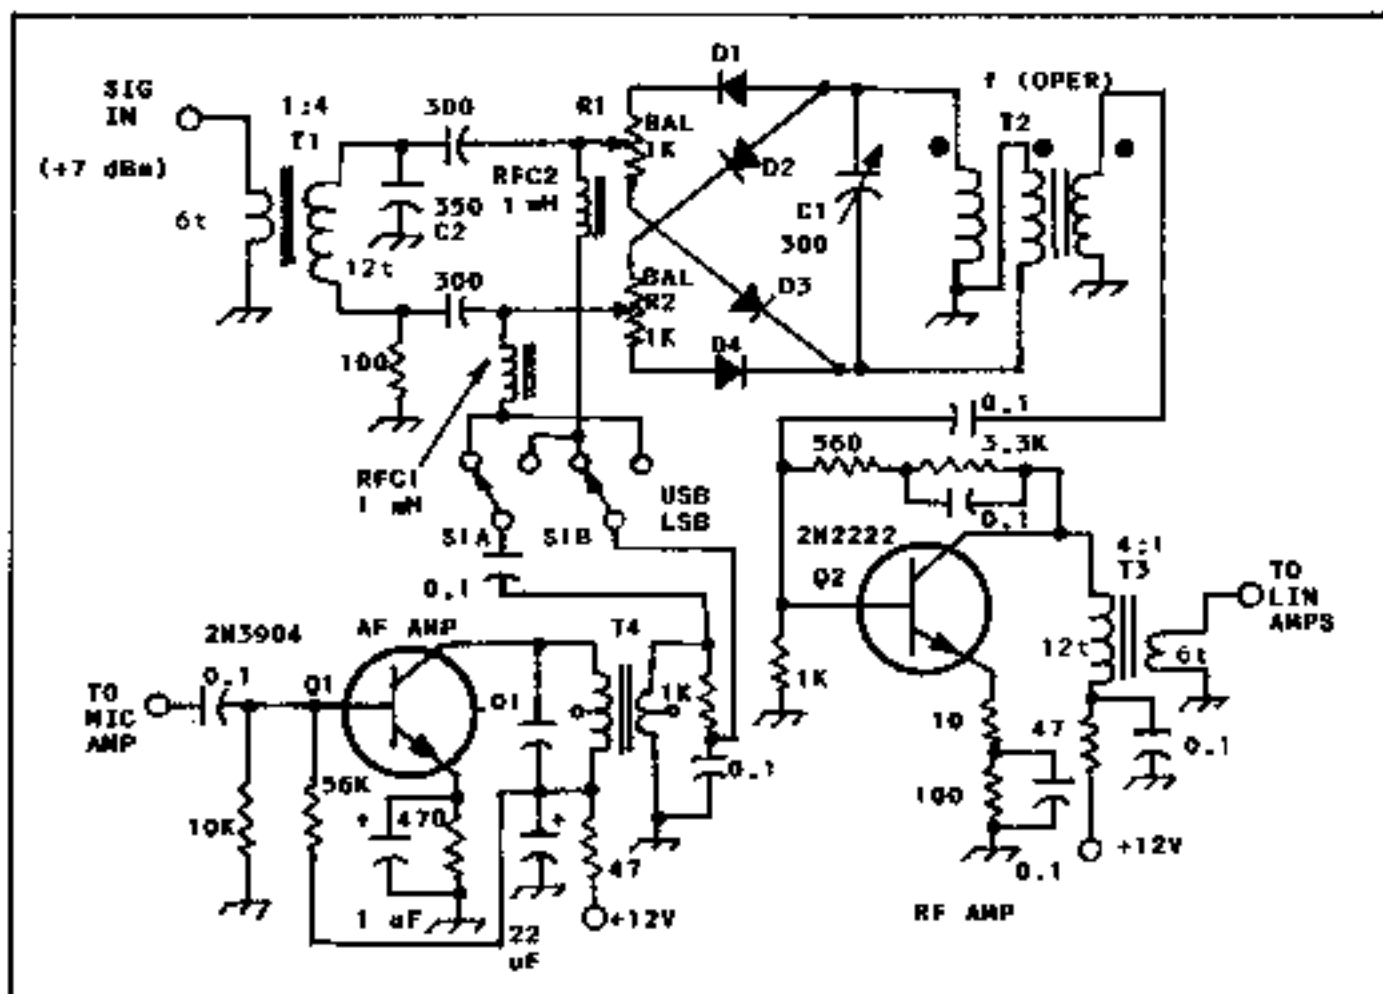 SIG
IN
(+7 dBm)
1:4
T1
6t
12t
300
350
C2
300
100
RFC2
1 mH
R1
BAL
1K
D1
D2
D3
D4
BAL
R2
1K
C1
300
f (OPER)
T2
RFC1
1 mH
S1A
S1B
USB
LSB
0.1
560
3.3K
0.1
0.1
2N2222
Q2
4:1
T3
12t
6t
TO
LIN
AMPS
1K
10
100
47
0.1
0.1
+12V
RF AMP
2N3904
AF AMP
T4
TO
MIC
AMP
0.1
Q1
56K
10K
470
+
1 uF
+
22
uF
47
+12V
1K
0.1